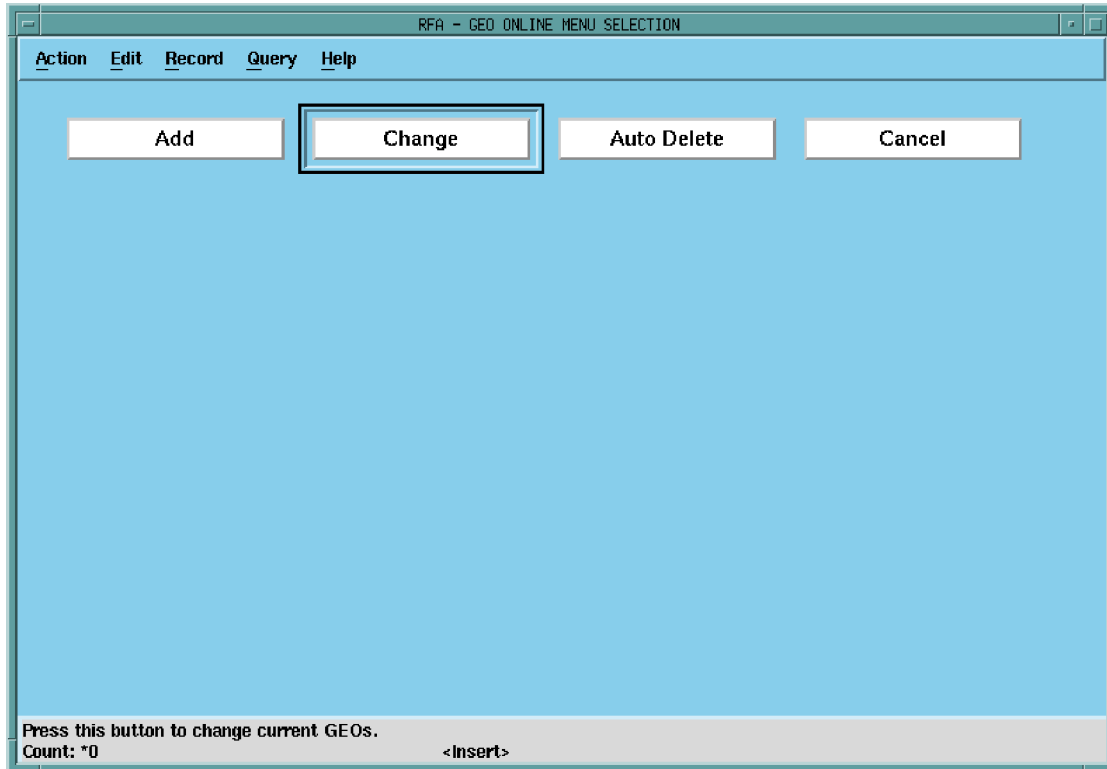 RFA - GEO ONLINE MENU SELECTION
Action Edit Record Query Help
Add Change Auto Delete Cancel
Press this button to change current GEOs.
Count: *0 <Insert>